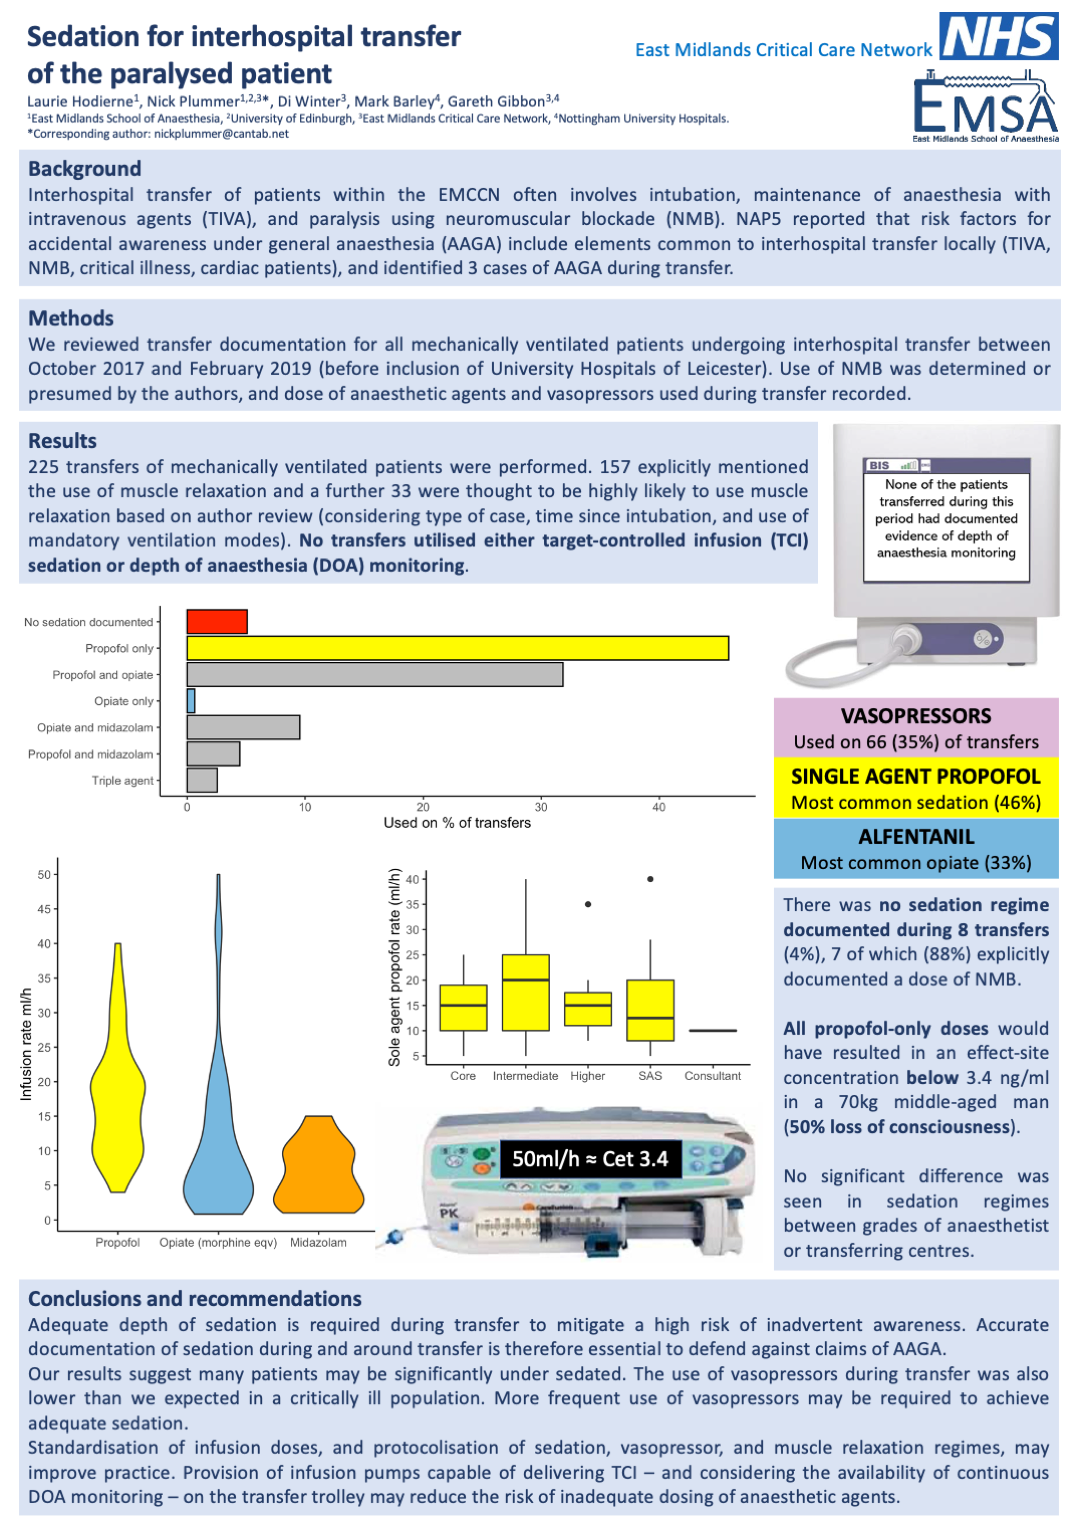 Sedation for interhospital transfer
of the paralysed patient
East Midlands Critical Care Network
NHS
EMSA
East Midlands School of Anaesthesia
Laurie Hodierne1, Nick Plummer1,2,3*, Di Winter3, Mark Barley4, Gareth Gibbon3,4
1East Midlands School of Anaesthesia, 2University of Edinburgh, 3East Midlands Critical Care Network, 4Nottingham University Hospitals.
*Corresponding author: nickplummer@cantab.net
Background
Interhospital transfer of patients within the EMCCN often involves intubation, maintenance of anaesthesia with
intravenous agents (TIVA), and paralysis using neuromuscular blockade (NMB). NAP5 reported that risk factors for
accidental awareness under general anaesthesia (AAGA) include elements common to interhospital transfer locally (TIVA,
NMB, critical illness, cardiac patients), and identified 3 cases of AAGA during transfer.
Methods
We reviewed transfer documentation for all mechanically ventilated patients undergoing interhospital transfer between
October 2017 and February 2019 (before inclusion of University Hospitals of Leicester). Use of NMB was determined or
presumed by the authors, and dose of anaesthetic agents and vasopressors used during transfer recorded.
Results
225 transfers of mechanically ventilated patients were performed. 157 explicitly mentioned
the use of muscle relaxation and a further 33 were thought to be highly likely to use muscle
relaxation based on author review (considering type of case, time since intubation, and use of
mandatory ventilation modes). No transfers utilised either target-controlled infusion (TCI)
sedation or depth of anaesthesia (DOA) monitoring.
BIS
None of the patients
transferred during this
period had documented
evidence of depth of
anaesthesia monitoring
No sedation documented
Propofol only
Propofol and opiate
Opiate only
Opiate and midazolam
Propofol and midazolam
Triple agent
0 10 20 30 40
Used on % of transfers
VASOPRESSORS
Used on 66 (35%) of transfers
SINGLE AGENT PROPOFOL
Most common sedation (46%)
ALFENTANIL
Most common opiate (33%)
Infusion rate ml/h
50
45
40
35
30
25
20
15
10
5
0
Propofol Opiate (morphine eqv) Midazolam
Sole agent propofol rate (ml/h)
40
35
30
25
20
15
10
5
Core Intermediate Higher SAS Consultant
50ml/h ≈ Cet 3.4
PK
There was no sedation regime
documented during 8 transfers
(4%), 7 of which (88%) explicitly
documented a dose of NMB.
All propofol-only doses would
have resulted in an effect-site
concentration below 3.4 ng/ml
in a 70kg middle-aged man
(50% loss of consciousness).
No significant difference was
seen in sedation regimes
between grades of anaesthetist
or transferring centres.
Conclusions and recommendations
Adequate depth of sedation is required during transfer to mitigate a high risk of inadvertent awareness. Accurate
documentation of sedation during and around transfer is therefore essential to defend against claims of AAGA.
Our results suggest many patients may be significantly under sedated. The use of vasopressors during transfer was also
lower than we expected in a critically ill population. More frequent use of vasopressors may be required to achieve
adequate sedation.
Standardisation of infusion doses, and protocolisation of sedation, vasopressor, and muscle relaxation regimes, may
improve practice. Provision of infusion pumps capable of delivering TCI – and considering the availability of continuous
DOA monitoring – on the transfer trolley may reduce the risk of inadequate dosing of anaesthetic agents.